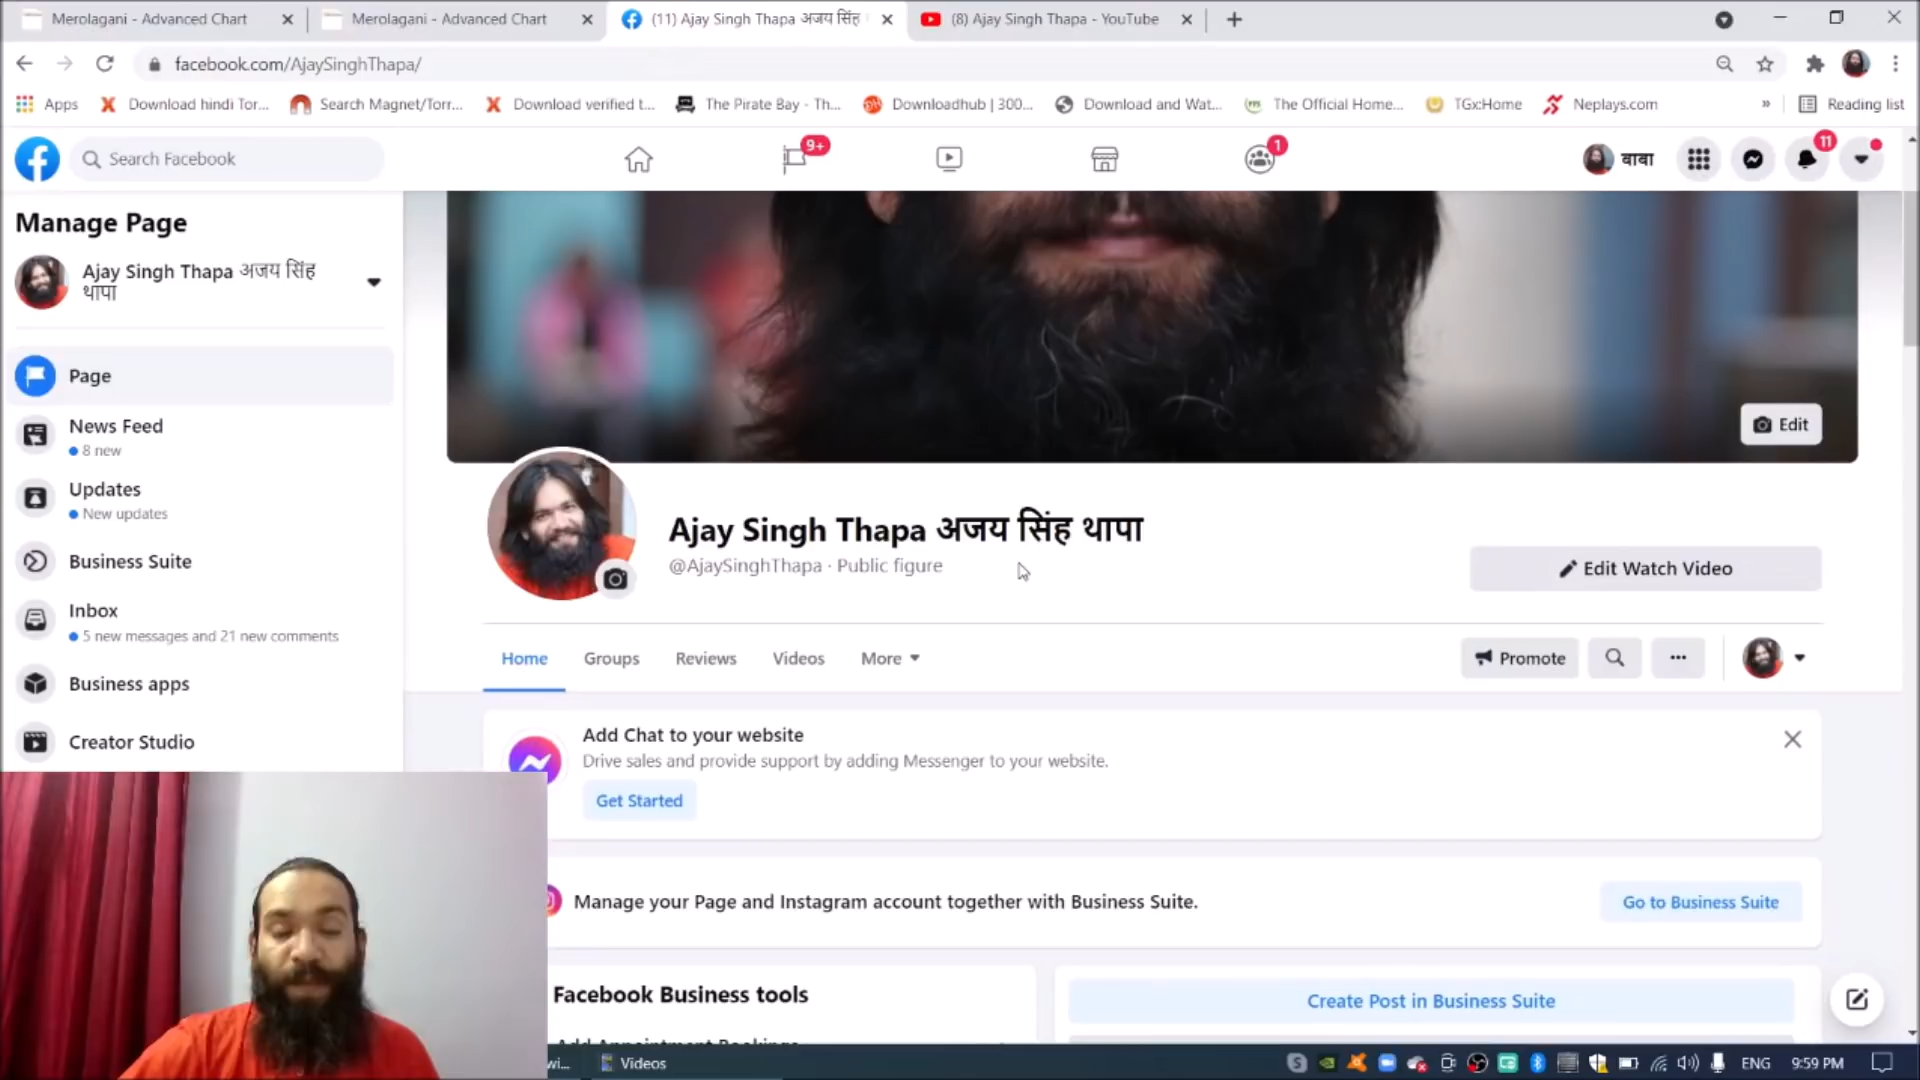 Merolagani - Advanced Chart
Merolagani - Advanced Chart
(11) Ajay Singh Thapa अजय सिंह
(8) Ajay Singh Thapa - YouTube
facebook.com/AjaySinghThapa/
Apps
Download hindi Tor...
Search Magnet/Torr...
Download verified t...
The Pirate Bay - Th...
Downloadhub | 300...
Download and Wat...
The Official Home...
TGx:Home
Neplays.com
»
Reading list
Search Facebook
9+
1
बाबा
11
Manage Page
Ajay Singh Thapa अजय सिंह
थापा
Page
News Feed
8 new
Updates
New updates
Business Suite
Inbox
5 new messages and 21 new comments
Business apps
Creator Studio
Edit
Ajay Singh Thapa अजय सिंह थापा
@AjaySinghThapa · Public figure
Edit Watch Video
Home
Groups
Reviews
Videos
More
Promote
Add Chat to your website
Drive sales and provide support by adding Messenger to your website.
Get Started
Manage your Page and Instagram account together with Business Suite.
Go to Business Suite
Facebook Business tools
Create Post in Business Suite
Add Appointment Bookings
wi...
Videos
ENG
9:59 PM